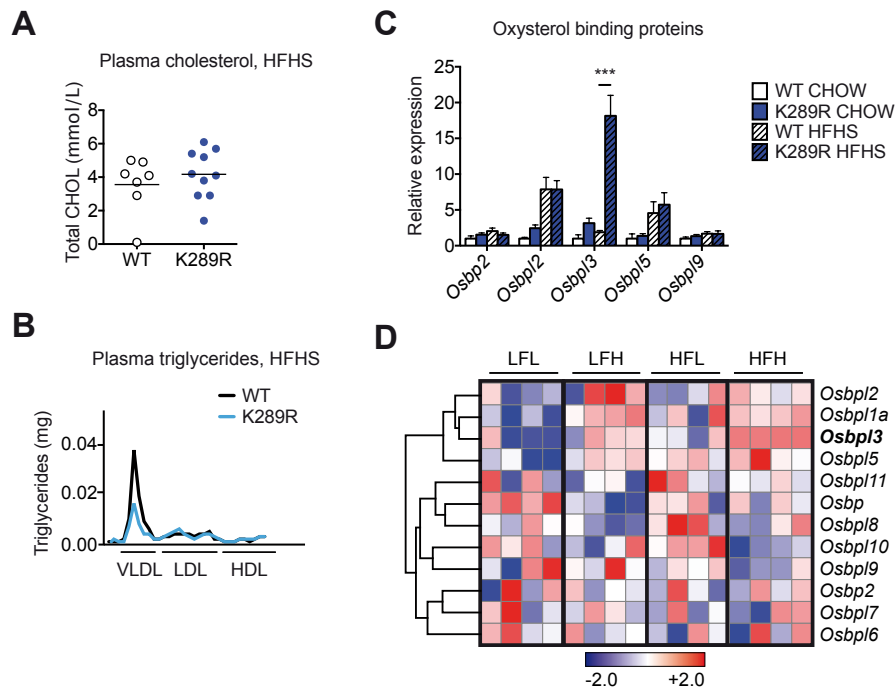 A
Plasma cholesterol, HFHS
Total CHOL (mmol/L)
8
6
4
2
0
WT
K289R
B
Plasma triglycerides, HFHS
WT
K289R
Triglycerides (mg)
0.04
0.02
0.00
VLDL
LDL
HDL
C
Oxysterol binding proteins
Relative expression
25
20
15
10
5
0
***
WT CHOW
K289R CHOW
WT HFHS
K289R HFHS
Osbp2
Osbpl2
Osbpl3
Osbpl5
Osbpl9
D
LFL
LFH
HFL
HFH
Osbpl2
Osbpl1a
Osbpl3
Osbpl5
Osbpl11
Osbp
Osbpl8
Osbpl10
Osbpl9
Osbp2
Osbpl7
Osbpl6
-2.0
+2.0